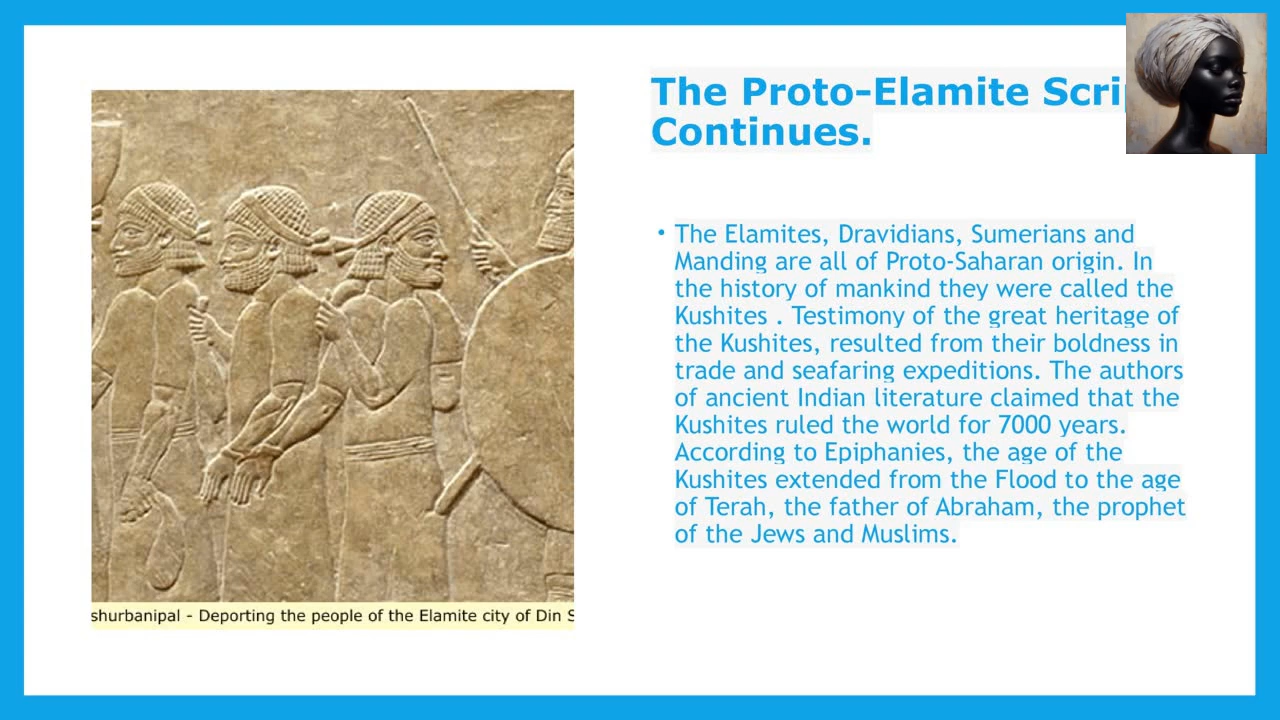 The Proto-Elamite
Continues.
• The Elamites, Dravidians, Sumerians and
Manding are all of Proto-Saharan origin. In
the history of mankind they were called the
Kushites . Testimony of the great heritage of
the Kushites, resulted from their boldness in
trade and seafaring expeditions. The authors
of ancient Indian literature claimed that the
Kushites ruled the world for 7000 years.
According to Epiphanies, the age of the
Kushites extended from the Flood to the age
of Terah, the father of Abraham, the prophet
of the Jews and Muslims.
shurbanipal - Deporting the people of the Elamite city of Din S